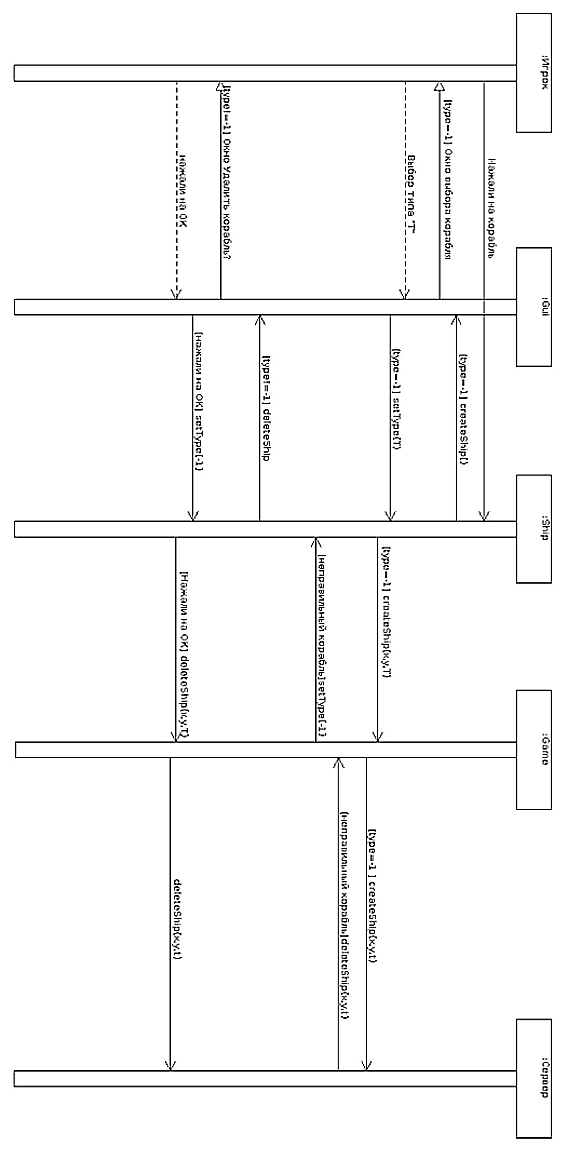 :Игрок
:Gui
:Ship
:Game
:Сервер
Нажали на корабль
[type=-1] createShip()
[type=-1] Окно выбора корабля
Выбор типа "T"
[type=-1] setType(T)
[type=-1] createShip(x,y,T)
[type=-1 ] createShip(x,y,t)
[неправильный корабль]deleteShip(x,y,t)
[неправильный корабль]setType(-1)
[type!=-1] deleteShip
[type!=-1] Окно Удалить корабль?
нажали на ОК
[нажали на ОК] setType(-1)
[Нажали на ОК] deleteShip(x,y,T)
deleteShip(x,y,t)